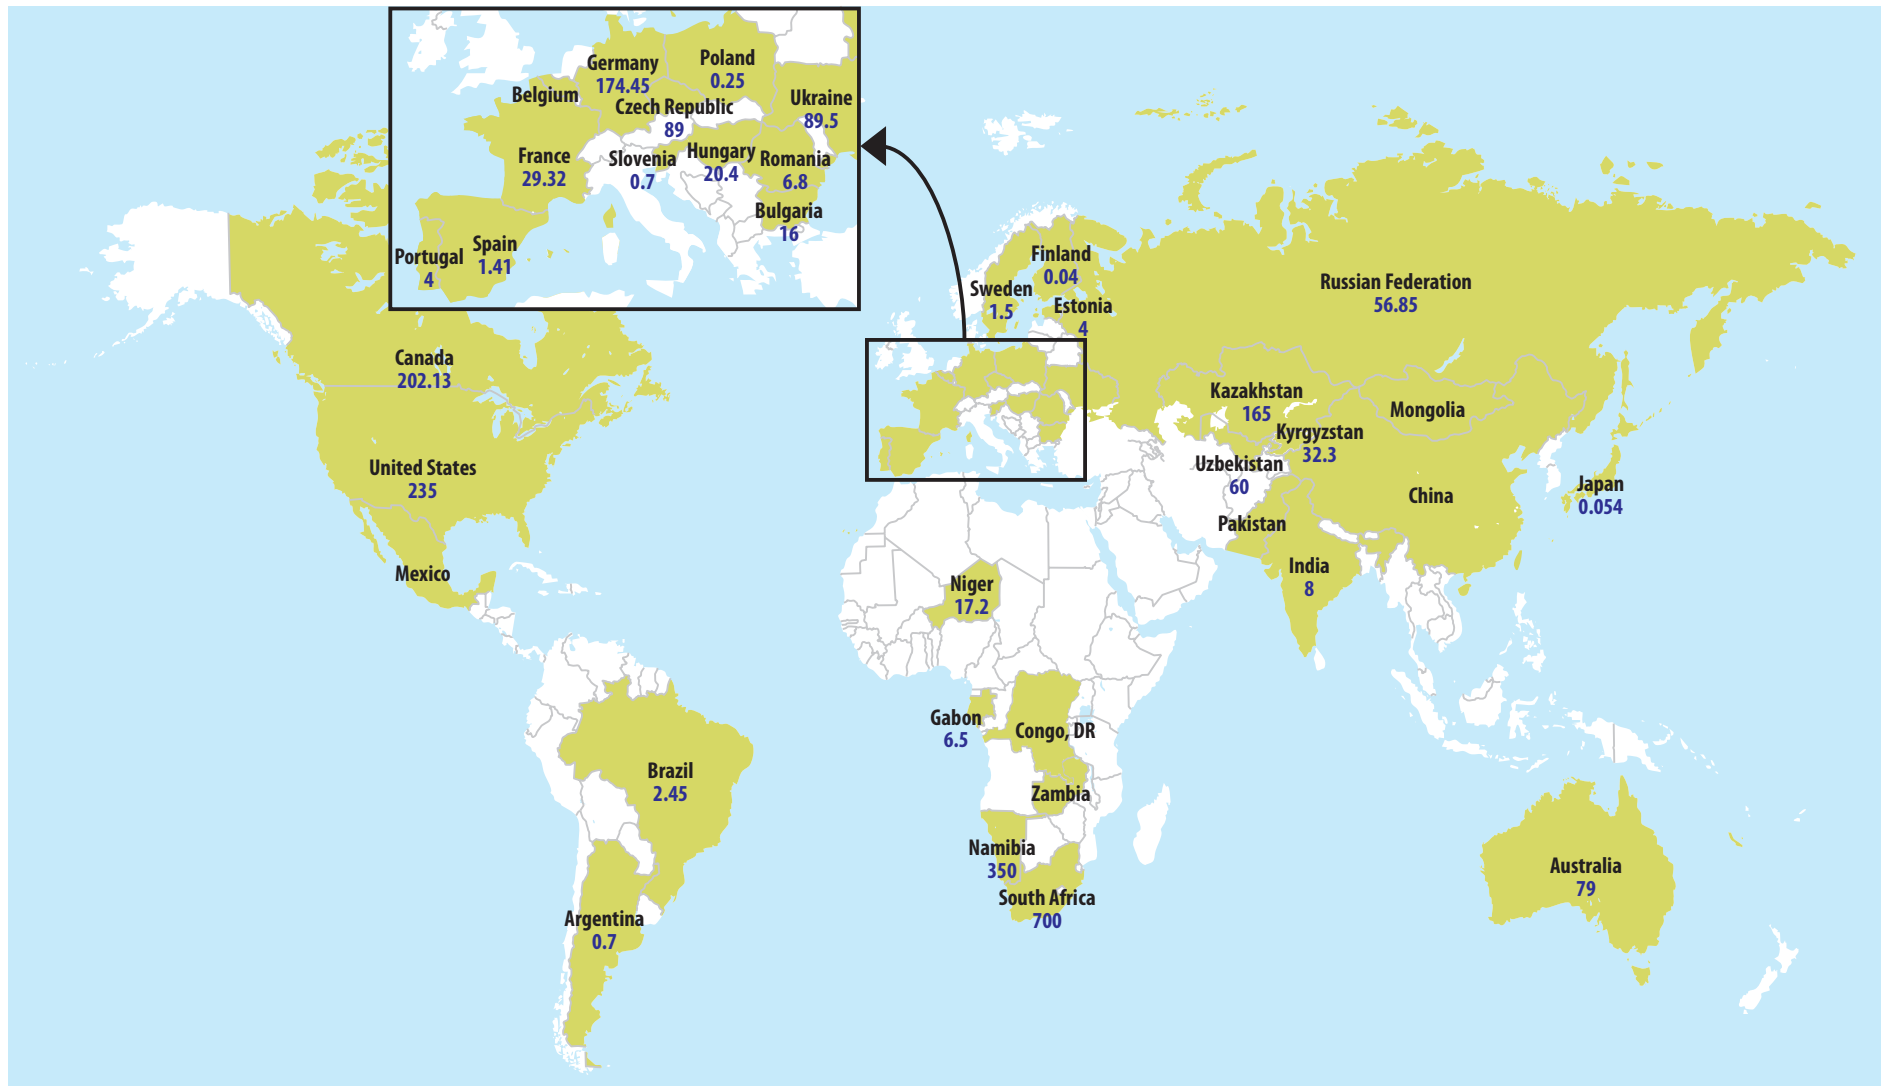 Germany
174.45
Poland
0.25
Belgium
Czech Republic
89
Ukraine
89.5
France
29.32
Slovenia
0.7
Hungary
20.4
Romania
6.8
Bulgaria
16
Portugal
4
Spain
1.41
Finland
0.04
Sweden
1.5
Estonia
4
Russian Federation
56.85
Canada
202.13
Kazakhstan
165
Mongolia
Kyrgyzstan
32.3
United States
235
Uzbekistan
60
China
Japan
0.054
Pakistan
Mexico
India
8
Niger
17.2
Gabon
6.5
Congo, DR
Brazil
2.45
Zambia
Namibia
350
South Africa
700
Australia
79
Argentina
0.7